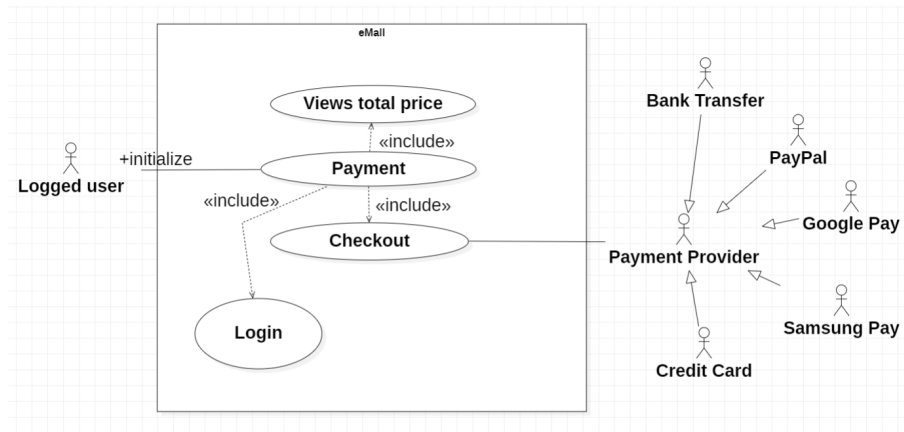 eMall
Views total price
«include»
+initialize
Payment
Logged user
«include»
«include»
Checkout
Login
Bank Transfer
PayPal
Google Pay
Payment Provider
Samsung Pay
Credit Card